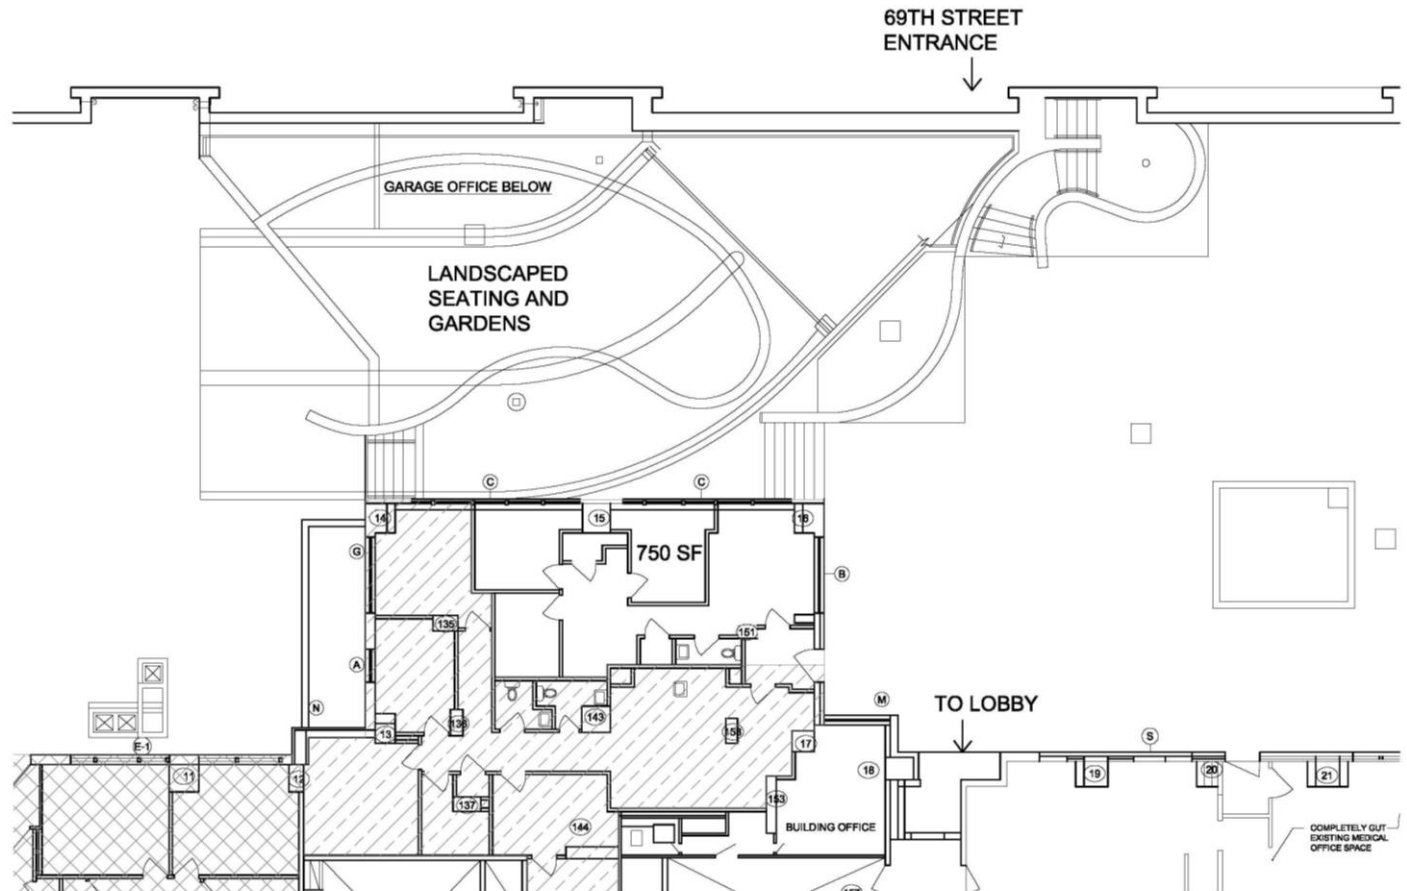 69TH STREET
ENTRANCE
GARAGE OFFICE BELOW
LANDSCAPED
SEATING AND
GARDENS
C
C
14
15
16
G
750 SF
B
135
151
A
M
TO LOBBY
N
136
143
13
17
E-1
S
11
12
18
19
20
21
137
153
144
BUILDING OFFICE
COMPLETELY GUT
EXISTING MEDICAL
OFFICE SPACE